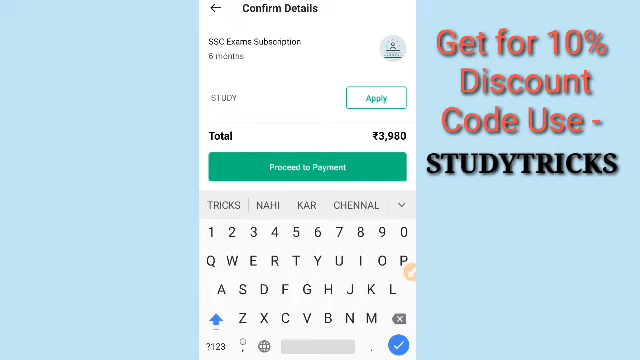 Confirm Details
SSC Exams Subscription
6 months
STUDY
Apply
Total ₹3,980
Proceed to Payment
TRICKS NAHI KAR CHENNAL
1 2 3 4 5 6 7 8 9 0
Q W E R T Y U I O P
A S D F G H J K L
Z X C V B N M
?123 , .
Get for 10%
Discount
Code Use -
STUDYTRICKS